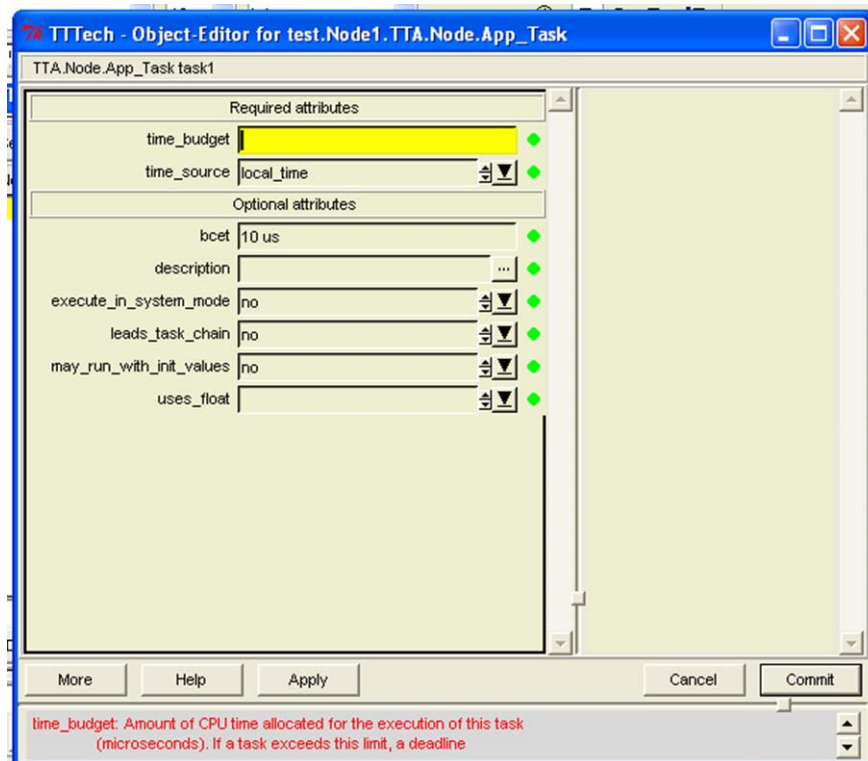 TTTech - Object-Editor for test.Node1.TTA.Node.App_Task
TTA.Node.App_Task task1
Required attributes
time_budget
time_source local_time
Optional attributes
bcet 10 us
description ...
execute_in_system_mode no
leads_task_chain no
may_run_with_init_values no
uses_float
More Help Apply Cancel Commit
time_budget: Amount of CPU time allocated for the execution of this task
(microseconds). If a task exceeds this limit, a deadline